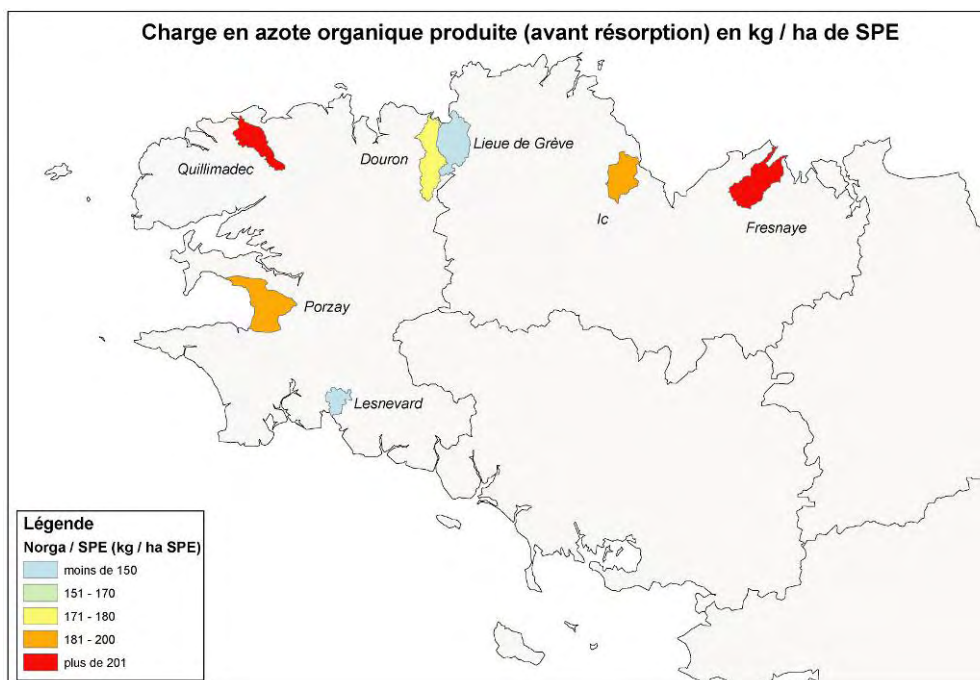 Charge en azote organique produite (avant résorption) en kg / ha de SPE
Quillimadec
Douron
Lieue de Grève
Ic
Fresnaye
Porzay
Lesnevard
Légende
Norga / SPE (kg / ha SPE)
moins de 150
151 - 170
171 - 180
181 - 200
plus de 201